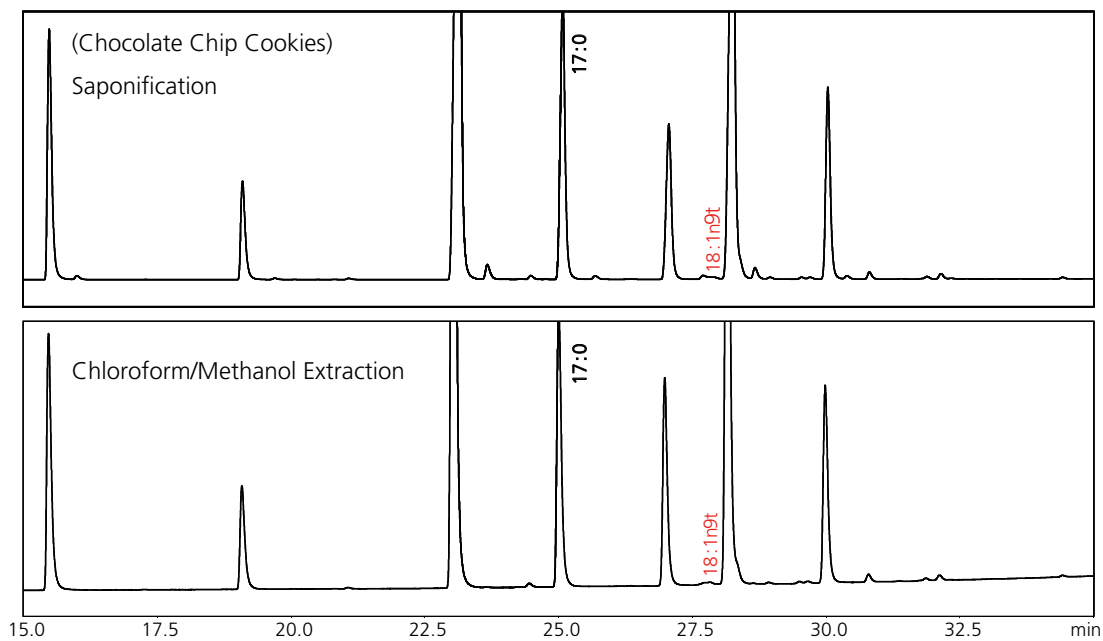 (Chocolate Chip Cookies)
Saponification
17:0
18:1n9t
Chloroform/Methanol Extraction
17:0
18:1n9t
15.0 17.5 20.0 22.5 25.0 27.5 30.0 32.5 min